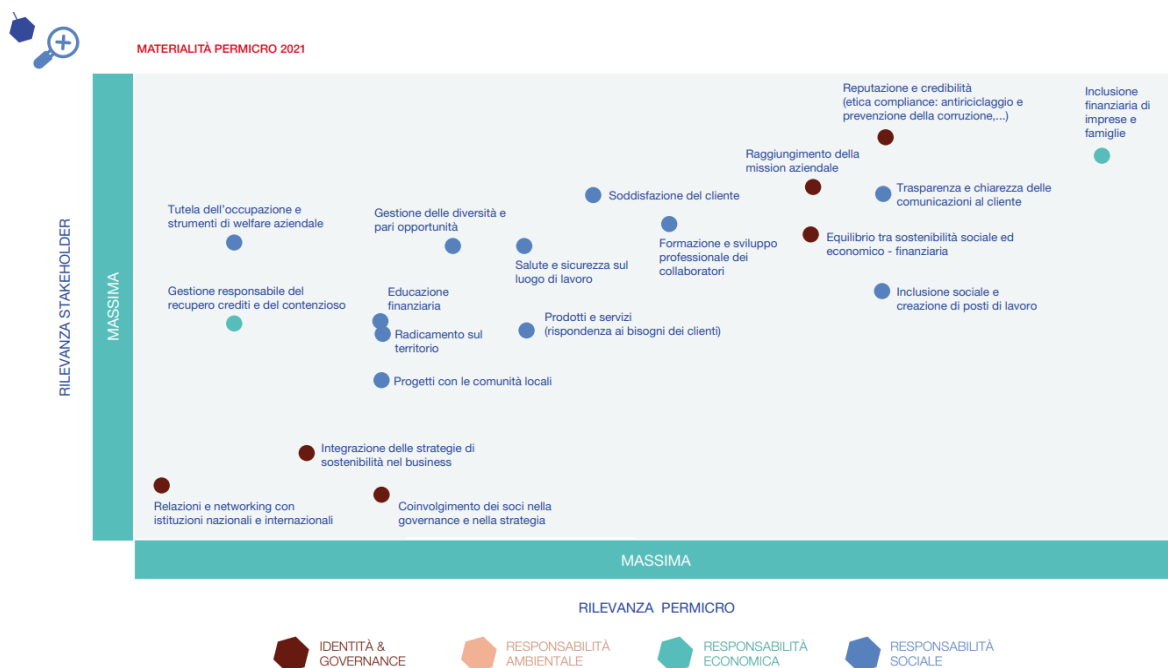 MATERIALITÀ PERMICRO 2021
Reputazione e credibilità
(etica compliance: antiriciclaggio e
prevenzione della corruzione,...)
Inclusione
finanziaria di
imprese e
famiglie
Raggiungimento della
mission aziendale
Soddisfazione del cliente
Trasparenza e chiarezza delle
comunicazioni al cliente
Tutela dell'occupazione e
strumenti di welfare aziendale
Gestione delle diversità e
pari opportunità
Salute e sicurezza sul
luogo di lavoro
Formazione e sviluppo
professionale dei
collaboratori
Equilibrio tra sostenibilità sociale ed
economico - finanziaria
Gestione responsabile del
recupero crediti e del contenzioso
Educazione
finanziaria
Radicamento sul
territorio
Prodotti e servizi
(rispondenza ai bisogni dei clienti)
Inclusione sociale e
creazione di posti di lavoro
Progetti con le comunità locali
Integrazione delle strategie di
sostenibilità nel business
Relazioni e networking con
istituzioni nazionali e internazionali
Coinvolgimento dei soci nella
governance e nella strategia
RILEVANZA STAKEHOLDER
MASSIMA
MASSIMA
RILEVANZA PERMICRO
IDENTITÀ &
GOVERNANCE
RESPONSABILITÀ
AMBIENTALE
RESPONSABILITÀ
ECONOMICA
RESPONSABILITÀ
SOCIALE